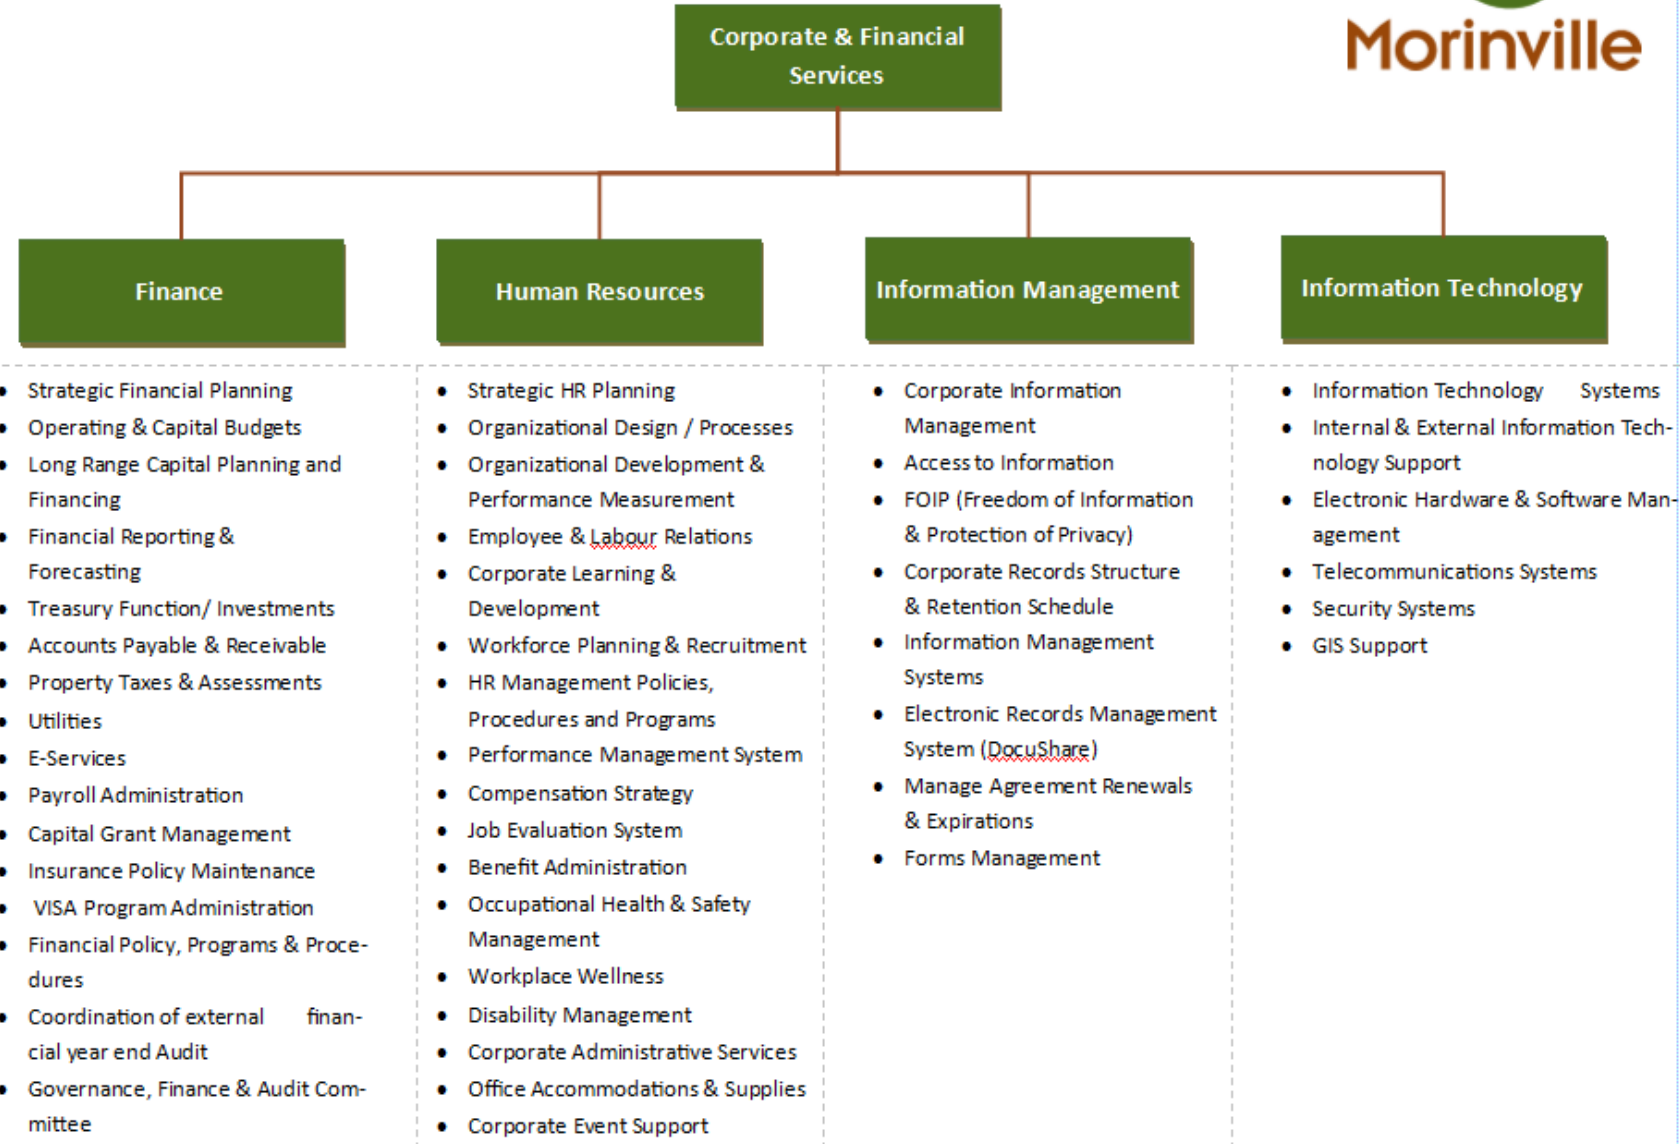 Corporate & Financial
Services
Morinville
Finance
Human Resources
Information Management
Information Technology
• Strategic Financial Planning
• Operating & Capital Budgets
• Long Range Capital Planning and
Financing
• Financial Reporting &
Forecasting
• Treasury Function/ Investments
• Accounts Payable & Receivable
• Property Taxes & Assessments
• Utilities
• E-Services
• Payroll Administration
• Capital Grant Management
• Insurance Policy Maintenance
• VISA Program Administration
• Financial Policy, Programs & Proce-
dures
• Coordination of external finan-
cial year end Audit
• Governance, Finance & Audit Com-
mittee
• Strategic HR Planning
• Organizational Design / Processes
• Organizational Development &
Performance Measurement
• Employee & Labour Relations
• Corporate Learning &
Development
• Workforce Planning & Recruitment
• HR Management Policies,
Procedures and Programs
• Performance Management System
• Compensation Strategy
• Job Evaluation System
• Benefit Administration
• Occupational Health & Safety
Management
• Workplace Wellness
• Disability Management
• Corporate Administrative Services
• Office Accommodations & Supplies
• Corporate Event Support
• Corporate Information
Management
• Access to Information
• FOIP (Freedom of Information
& Protection of Privacy)
• Corporate Records Structure
& Retention Schedule
• Information Management
Systems
• Electronic Records Management
System (DocuShare)
• Manage Agreement Renewals
& Expirations
• Forms Management
• Information Technology Systems
• Internal & External Information Tech-
nology Support
• Electronic Hardware & Software Man-
agement
• Telecommunications Systems
• Security Systems
• GIS Support